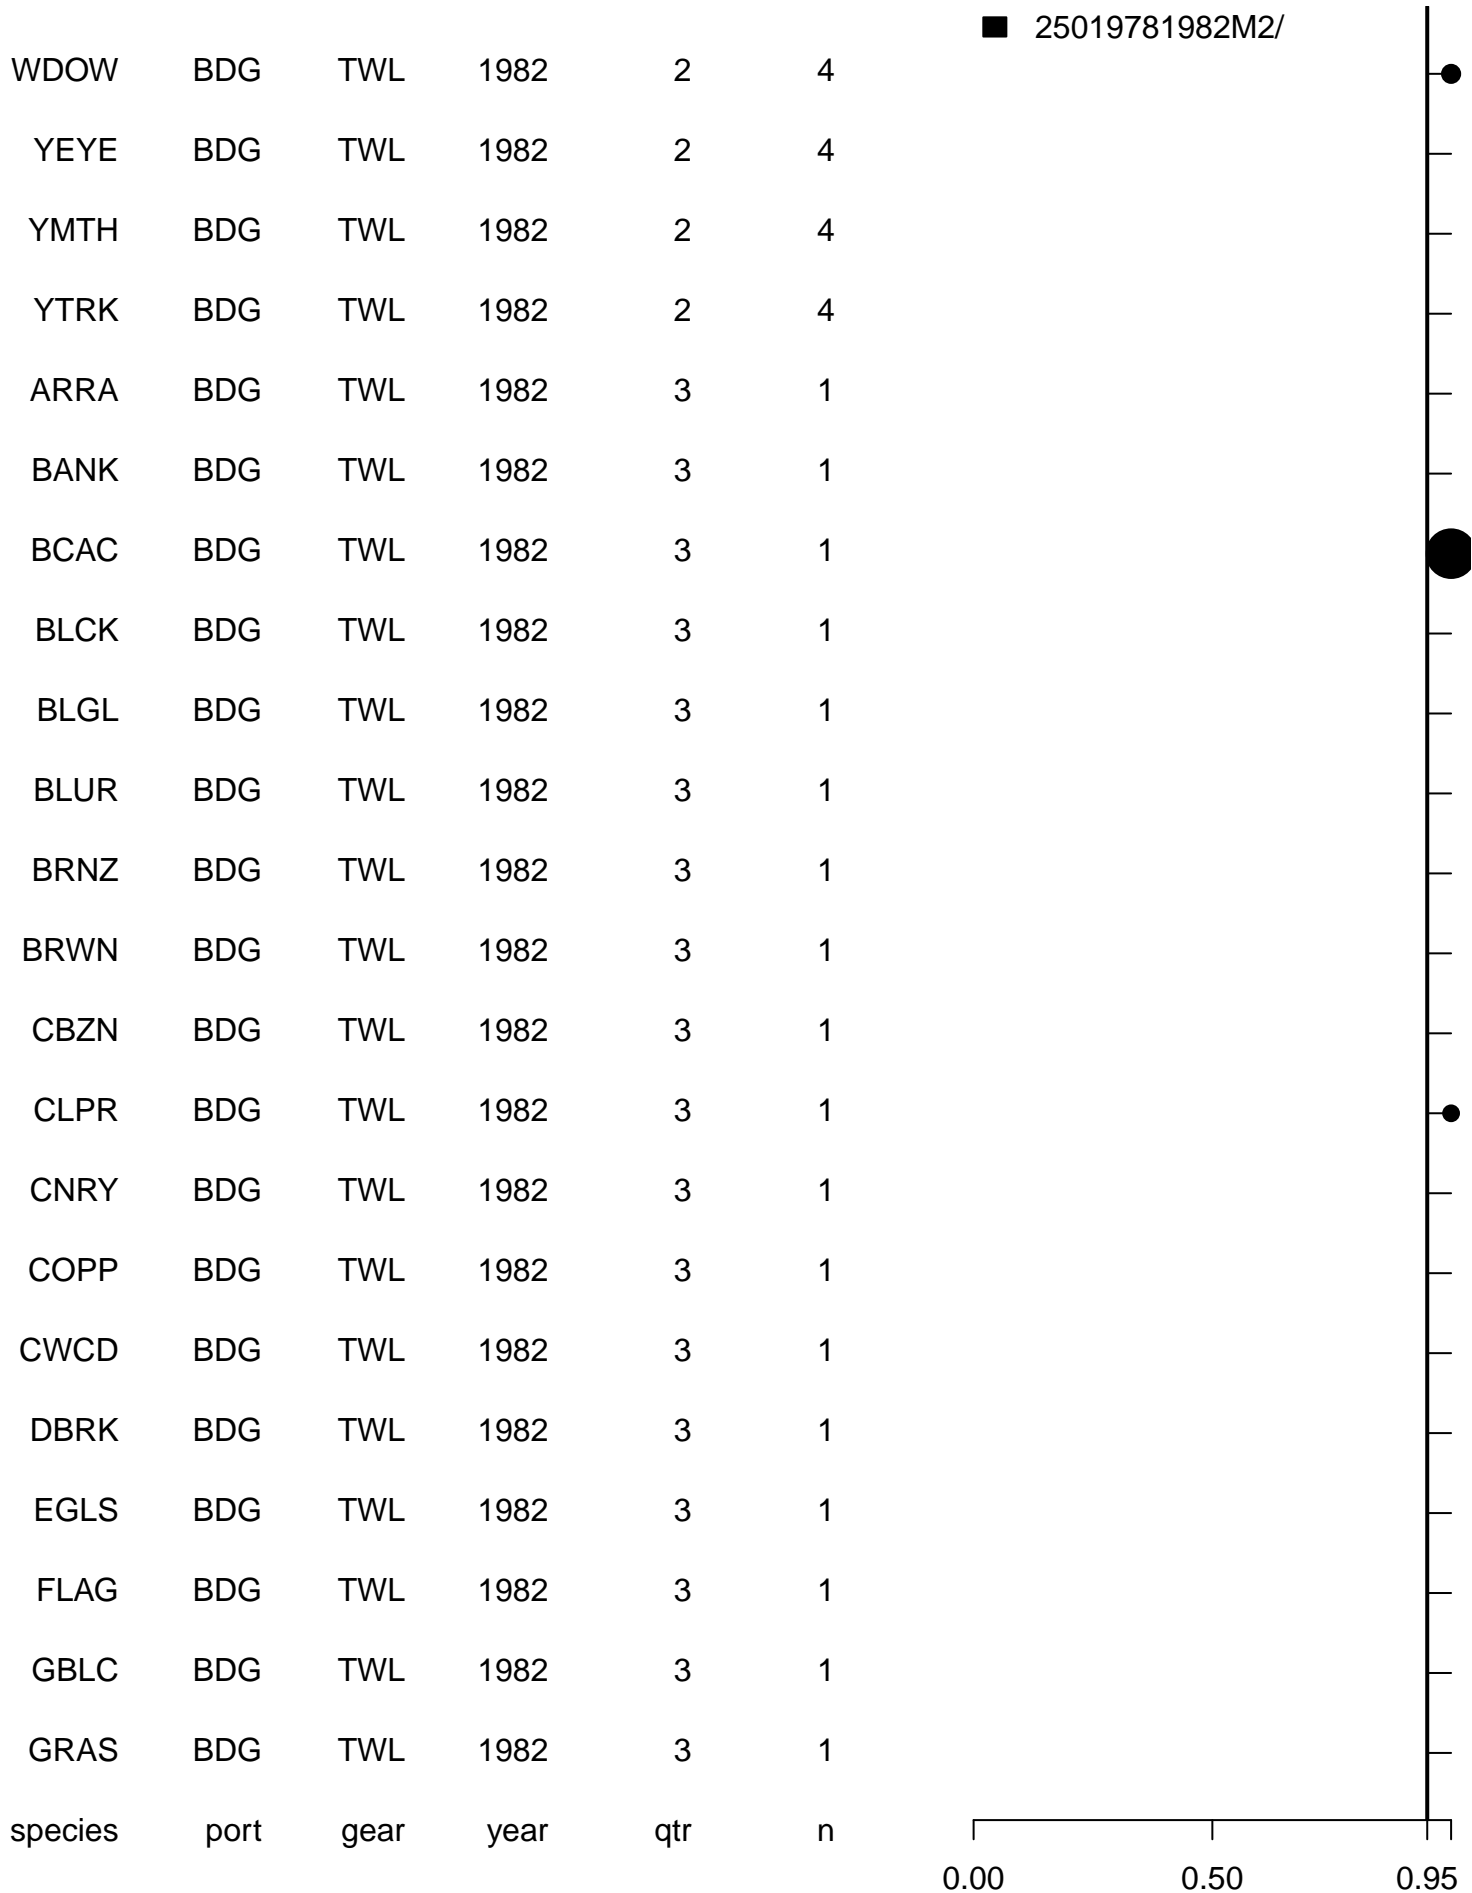 25019781982M2/
WDOW BDG TWL 1982 2 4
YEYE BDG TWL 1982 2 4
YMTH BDG TWL 1982 2 4
YTRK BDG TWL 1982 2 4
ARRA BDG TWL 1982 3 1
BANK BDG TWL 1982 3 1
BCAC BDG TWL 1982 3 1
BLCK BDG TWL 1982 3 1
BLGL BDG TWL 1982 3 1
BLUR BDG TWL 1982 3 1
BRNZ BDG TWL 1982 3 1
BRWN BDG TWL 1982 3 1
CBZN BDG TWL 1982 3 1
CLPR BDG TWL 1982 3 1
CNRY BDG TWL 1982 3 1
COPP BDG TWL 1982 3 1
CWCD BDG TWL 1982 3 1
DBRK BDG TWL 1982 3 1
EGLS BDG TWL 1982 3 1
FLAG BDG TWL 1982 3 1
GBLC BDG TWL 1982 3 1
GRAS BDG TWL 1982 3 1
species port gear year qtr n
0.00 0.50 0.95